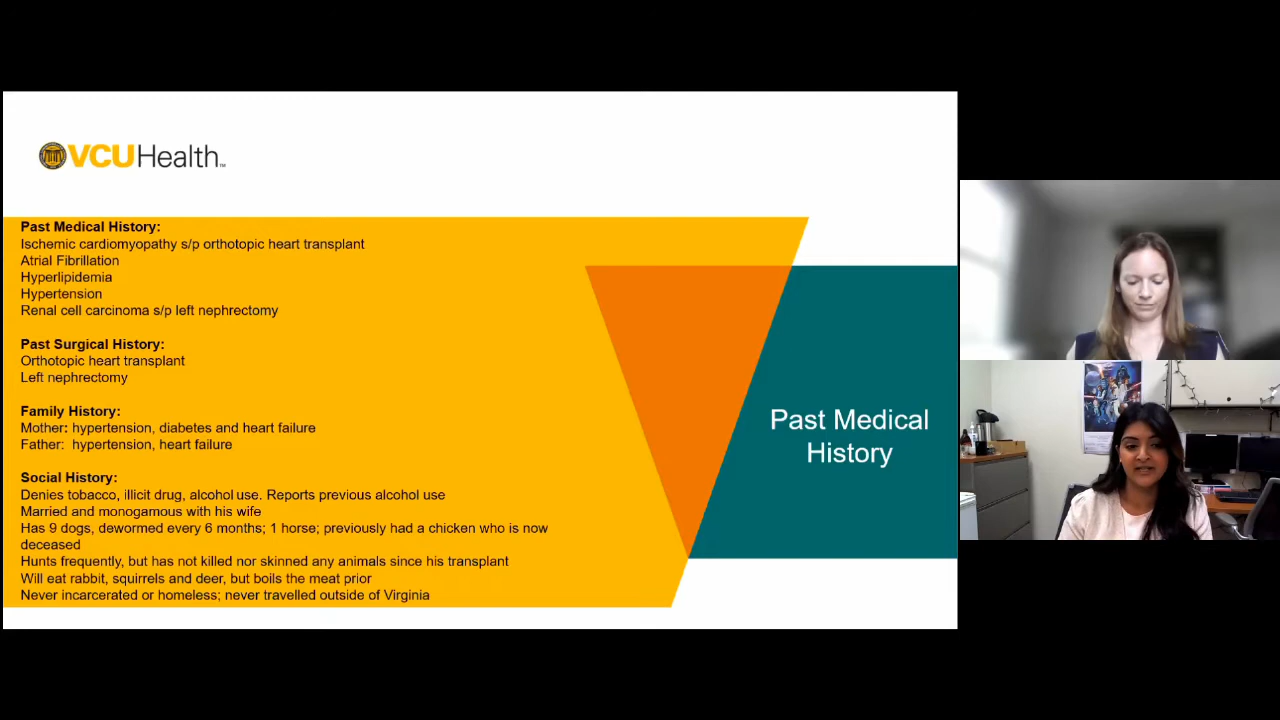 VCUHealth™
Past Medical History:
Ischemic cardiomyopathy s/p orthotopic heart transplant
Atrial Fibrillation
Hyperlipidemia
Hypertension
Renal cell carcinoma s/p left nephrectomy
Past Surgical History:
Orthotopic heart transplant
Left nephrectomy
Family History:
Mother: hypertension, diabetes and heart failure
Father: hypertension, heart failure
Social History:
Denies tobacco, illicit drug, alcohol use. Reports previous alcohol use
Married and monogamous with his wife
Has 9 dogs, dewormed every 6 months; 1 horse; previously had a chicken who is now
deceased
Hunts frequently, but has not killed nor skinned any animals since his transplant
Will eat rabbit, squirrels and deer, but boils the meat prior
Never incarcerated or homeless; never travelled outside of Virginia
Past Medical
History